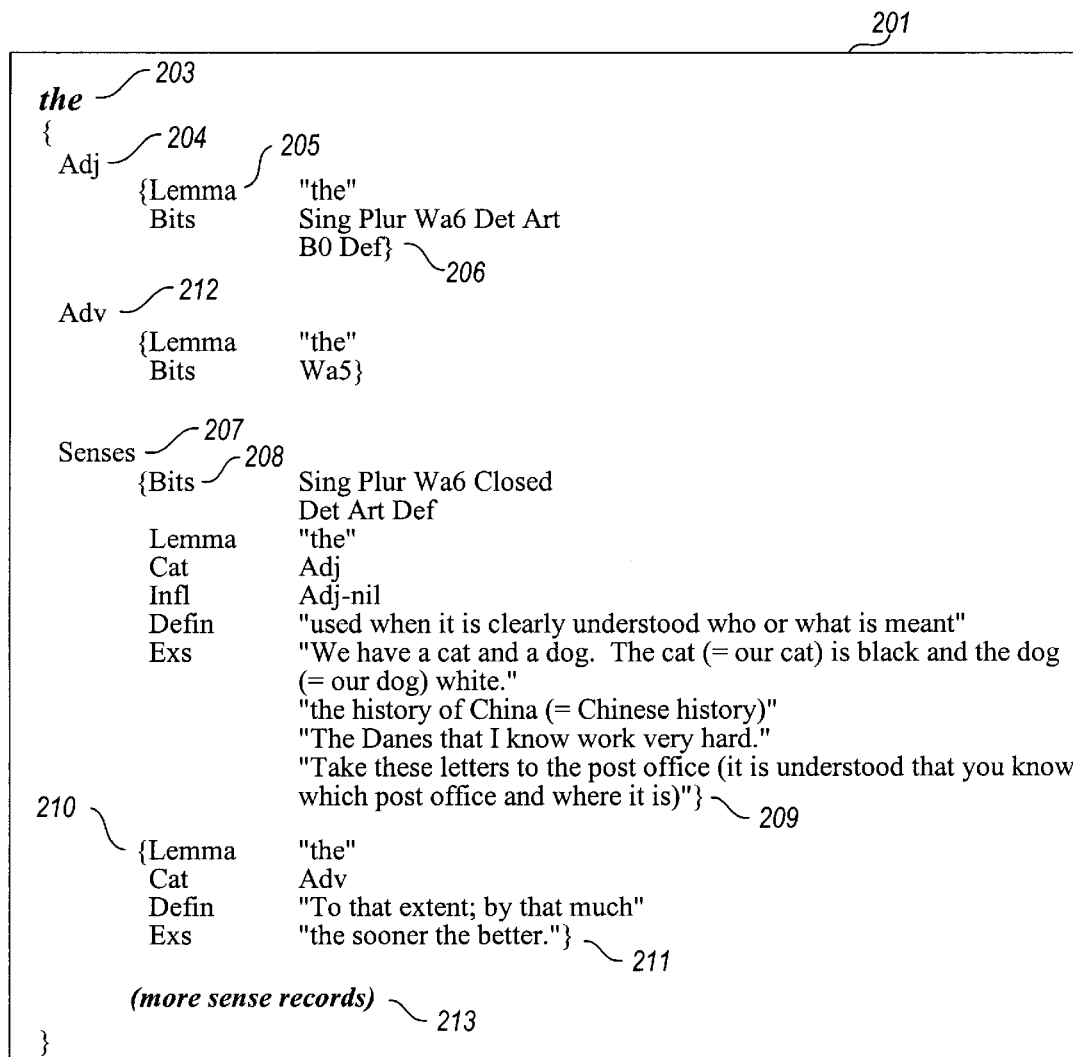 201
the 203
{
Adj 204
{Lemma 205 "the"
Bits Sing Plur Wa6 Det Art
B0 Def} 206
Adv 212
{Lemma "the"
Bits Wa5}
Senses 207
{Bits 208 Sing Plur Wa6 Closed
Det Art Def
Lemma "the"
Cat Adj
Infl Adj-nil
Defin "used when it is clearly understood who or what is meant"
Exs "We have a cat and a dog. The cat (= our cat) is black and the dog
(= our dog) white."
"the history of China (= Chinese history)"
"The Danes that I know work very hard."
"Take these letters to the post office (it is understood that you know
which post office and where it is)"} 209
210
{Lemma "the"
Cat Adv
Defin "To that extent; by that much"
Exs "the sooner the better."} 211
(more sense records) 213
}